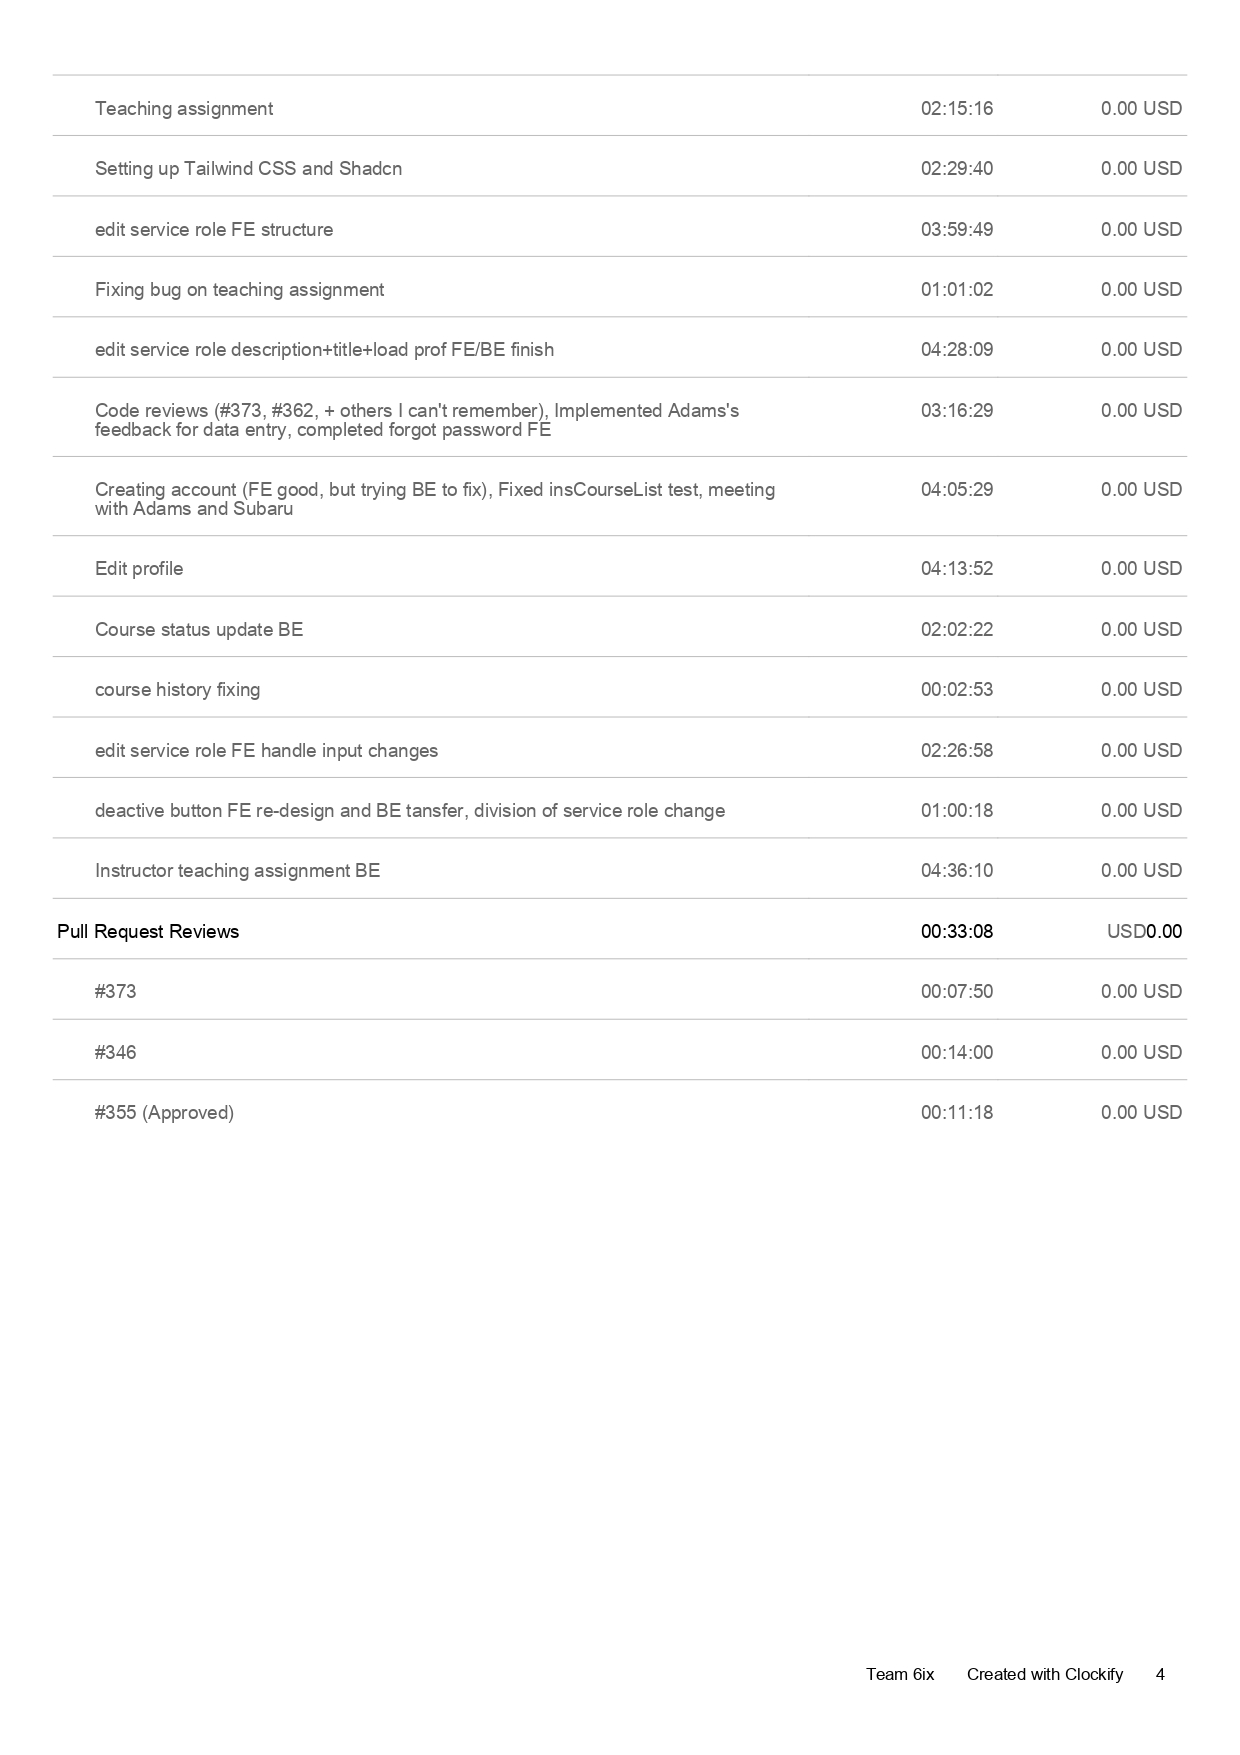 Teaching assignment 02:15:16 0.00 USD
Setting up Tailwind CSS and Shadcn 02:29:40 0.00 USD
edit service role FE structure 03:59:49 0.00 USD
Fixing bug on teaching assignment 01:01:02 0.00 USD
edit service role description+title+load prof FE/BE finish 04:28:09 0.00 USD
Code reviews (#373, #362, + others I can't remember), Implemented Adams's 03:16:29 0.00 USD
feedback for data entry, completed forgot password FE
Creating account (FE good, but trying BE to fix), Fixed insCourseList test, meeting 04:05:29 0.00 USD
with Adams and Subaru
Edit profile 04:13:52 0.00 USD
Course status update BE 02:02:22 0.00 USD
course history fixing 00:02:53 0.00 USD
edit service role FE handle input changes 02:26:58 0.00 USD
deactive button FE re-design and BE tansfer, division of service role change 01:00:18 0.00 USD
Instructor teaching assignment BE 04:36:10 0.00 USD
Pull Request Reviews 00:33:08 USD0.00
#373 00:07:50 0.00 USD
#346 00:14:00 0.00 USD
#355 (Approved) 00:11:18 0.00 USD
Team 6ix Created with Clockify 4